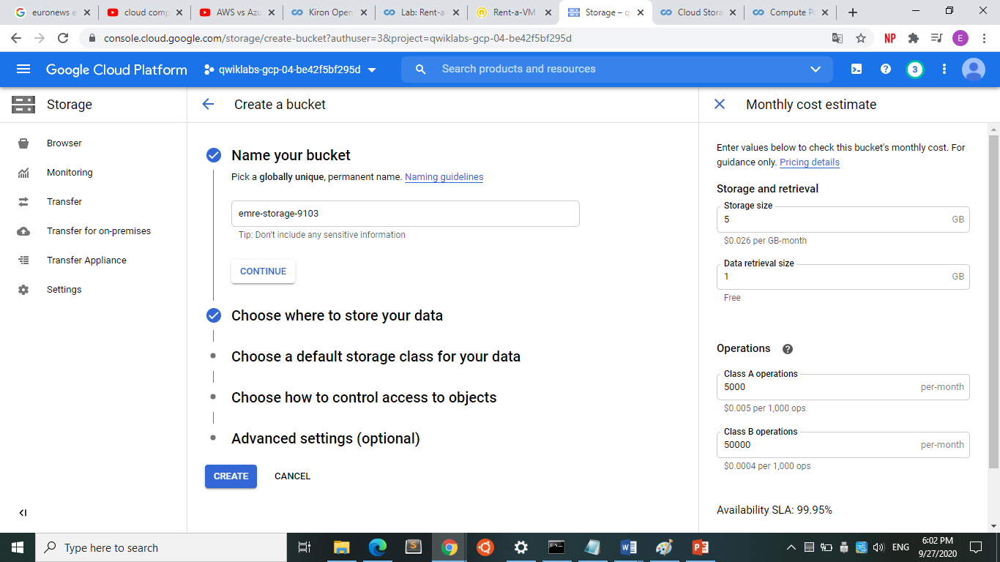 euronews e
cloud comp
AWS vs Azu
Kiron Open
Lab: Rent-a
Rent-a-VM
Storage – q
Cloud Stora
Compute Po
console.cloud.google.com/storage/create-bucket?authuser=3&project=qwiklabs-gcp-04-be42f5bf295d
NP
E
Google Cloud Platform
qwiklabs-gcp-04-be42f5bf295d
Search products and resources
3
Storage
Browser
Monitoring
Transfer
Transfer for on-premises
Transfer Appliance
Settings
Create a bucket
Name your bucket
Pick a globally unique, permanent name. Naming guidelines
emre-storage-9103
Tip: Don't include any sensitive information
CONTINUE
Choose where to store your data
Choose a default storage class for your data
Choose how to control access to objects
Advanced settings (optional)
CREATE CANCEL
Monthly cost estimate
Enter values below to check this bucket's monthly cost. For
guidance only. Pricing details
Storage and retrieval
Storage size
5 GB
$0.026 per GB-month
Data retrieval size
1 GB
Free
Operations
Class A operations
5000 per-month
$0.005 per 1,000 ops
Class B operations
50000 per-month
$0.0004 per 1,000 ops
Availability SLA: 99.95%
Type here to search
ENG
6:02 PM
9/27/2020